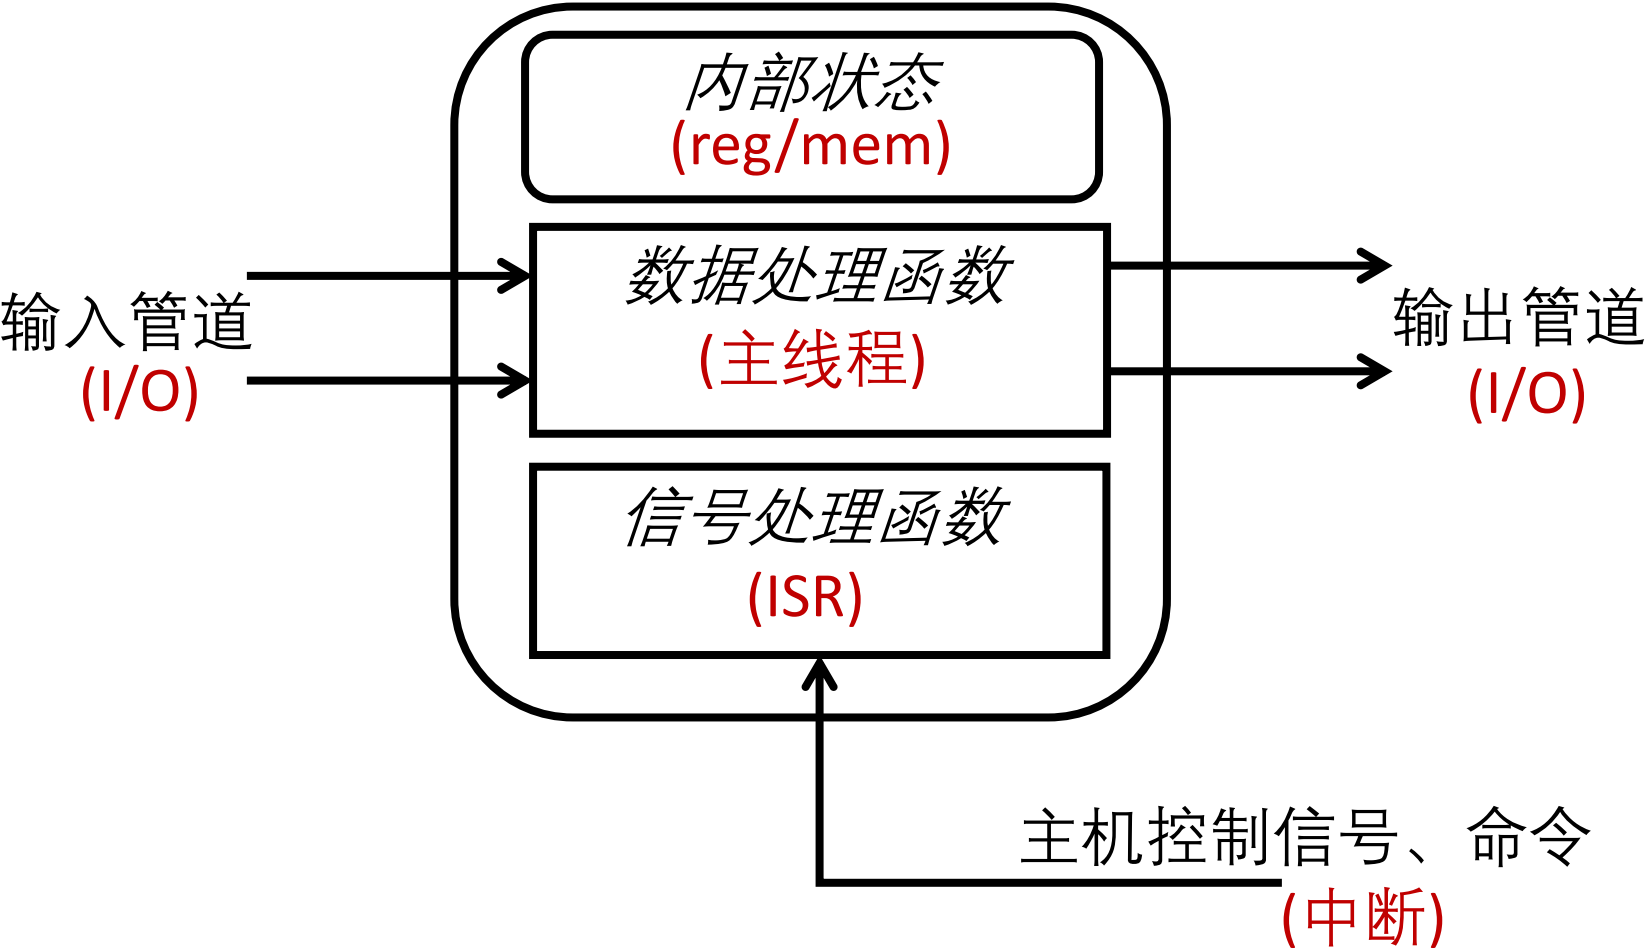 内部状态
(reg/mem)
数据处理函数
(主线程)
输入管道
(I/O)
输出管道
(I/O)
信号处理函数
(ISR)
主机控制信号、命令
(中断)